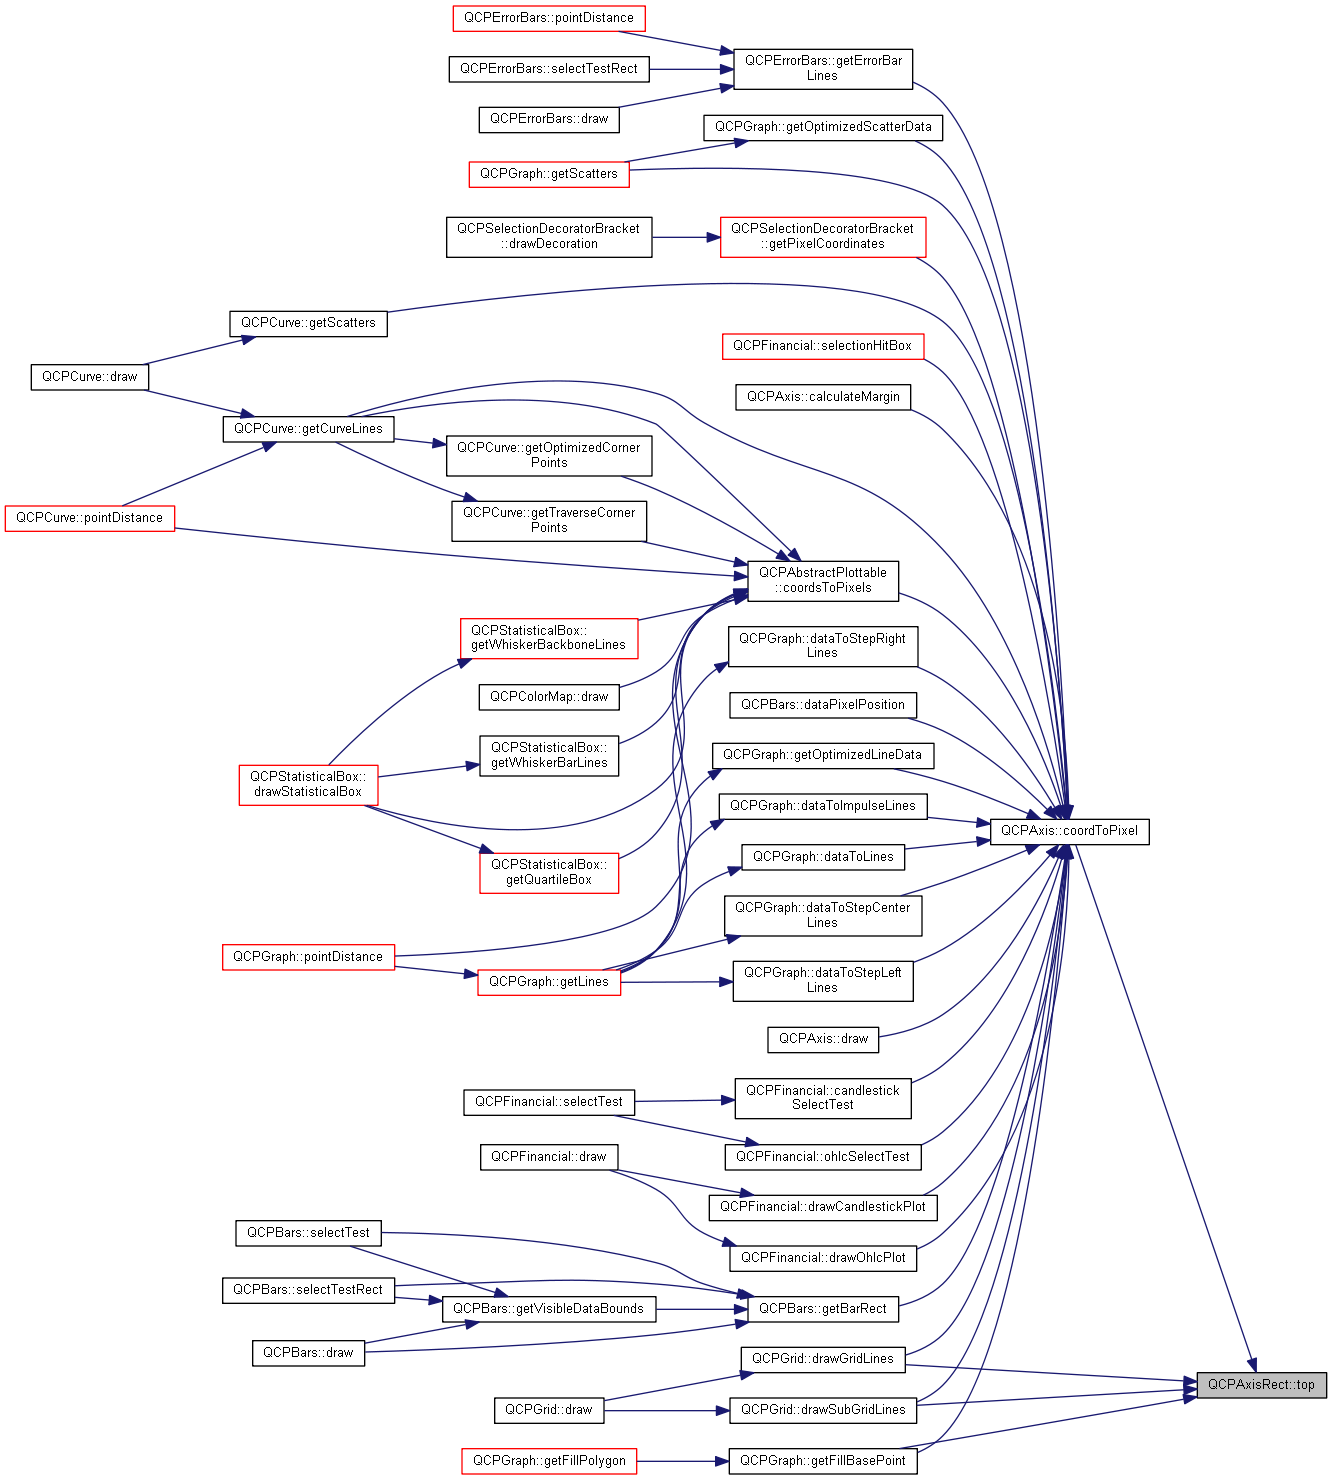 QCPErrorBars::pointDistance
QCPErrorBars::getErrorBar
Lines
QCPErrorBars::selectTestRect
QCPErrorBars::draw
QCPGraph::getOptimizedScatterData
QCPGraph::getScatters
QCPSelectionDecoratorBracket
::drawDecoration
QCPSelectionDecoratorBracket
::getPixelCoordinates
QCPCurve::getScatters
QCPFinancial::selectionHitBox
QCPCurve::draw
QCPAxis::calculateMargin
QCPCurve::getCurveLines
QCPCurve::getOptimizedCorner
Points
QCPCurve::pointDistance
QCPCurve::getTraverseCorner
Points
QCPAbstractPlottable
::coordsToPixels
QCPStatisticalBox::
getWhiskerBackboneLines
QCPGraph::dataToStepRight
Lines
QCPColorMap::draw
QCPBars::dataPixelPosition
QCPStatisticalBox::
getWhiskerBarLines
QCPGraph::getOptimizedLineData
QCPStatisticalBox::
drawStatisticalBox
QCPGraph::dataToImpulseLines
QCPAxis::coordToPixel
QCPGraph::dataToLines
QCPStatisticalBox::
getQuartileBox
QCPGraph::dataToStepCenter
Lines
QCPGraph::pointDistance
QCPGraph::getLines
QCPGraph::dataToStepLeft
Lines
QCPAxis::draw
QCPFinancial::selectTest
QCPFinancial::candlestick
SelectTest
QCPFinancial::draw
QCPFinancial::ohlcSelectTest
QCPFinancial::drawCandlestickPlot
QCPBars::selectTest
QCPFinancial::drawOhlcPlot
QCPBars::selectTestRect
QCPBars::getVisibleDataBounds
QCPBars::getBarRect
QCPBars::draw
QCPGrid::drawGridLines
QCPAxisRect::top
QCPGrid::draw
QCPGrid::drawSubGridLines
QCPGraph::getFillPolygon
QCPGraph::getFillBasePoint